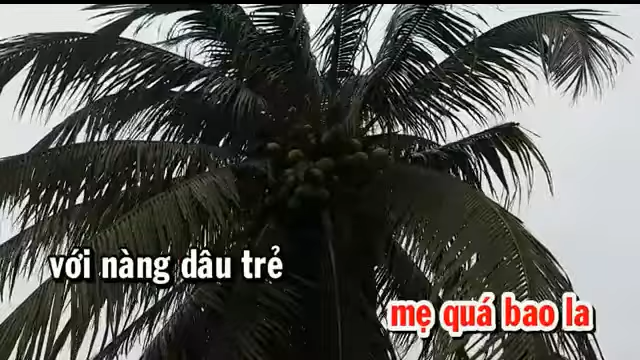 với nàng dâu trẻ
mẹ quá bao la